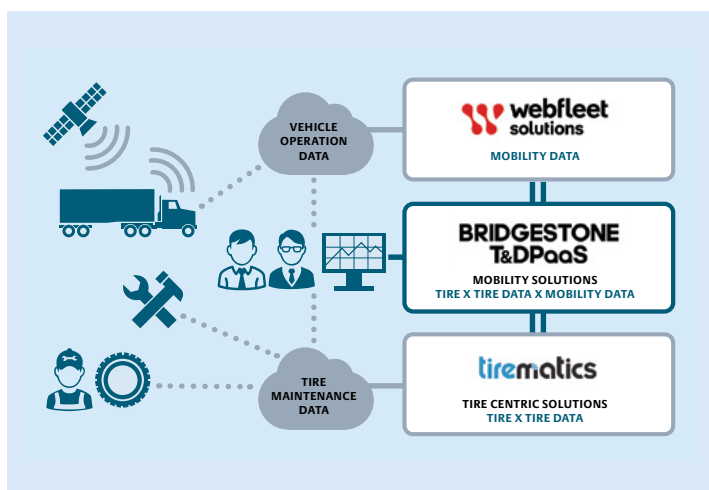 VEHICLE
OPERATION
DATA
webfleet
solutions
MOBILITY DATA
BRIDGESTONE
T&DPaaS
MOBILITY SOLUTIONS
TIRE X TIRE DATA X MOBILITY DATA
TIRE
MAINTENANCE
DATA
tirematics
TIRE CENTRIC SOLUTIONS
TIRE X TIRE DATA